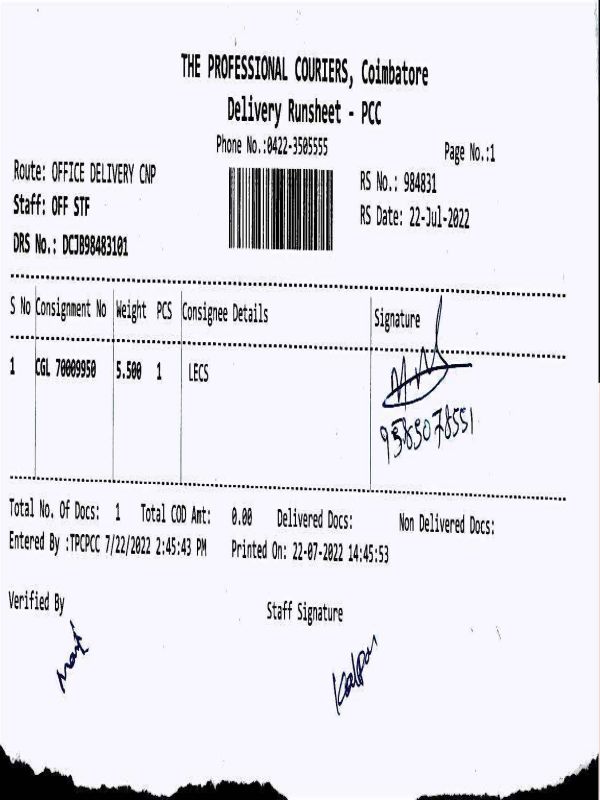 THE PROFESSIONAL COURIERS, Coimbatore
Delivery Runsheet - PCC
Phone No.:0422-3505555
Page No.:1
Route: OFFICE DELIVERY CNP
RS No.: 984831
Staff: OFF STF
RS Date: 22-Jul-2022
DRS No.: DCJB98483101
S No Consignment No Weight PCS Consignee Details Signature
1 CGL 70009950 5.500 1 LECS
Total No. Of Docs: 1 Total COD Amt: 0.00 Delivered Docs: Non Delivered Docs:
Entered By :TPCPCC 7/22/2022 2:45:43 PM Printed On: 22-07-2022 14:45:53
Verified By Staff Signature